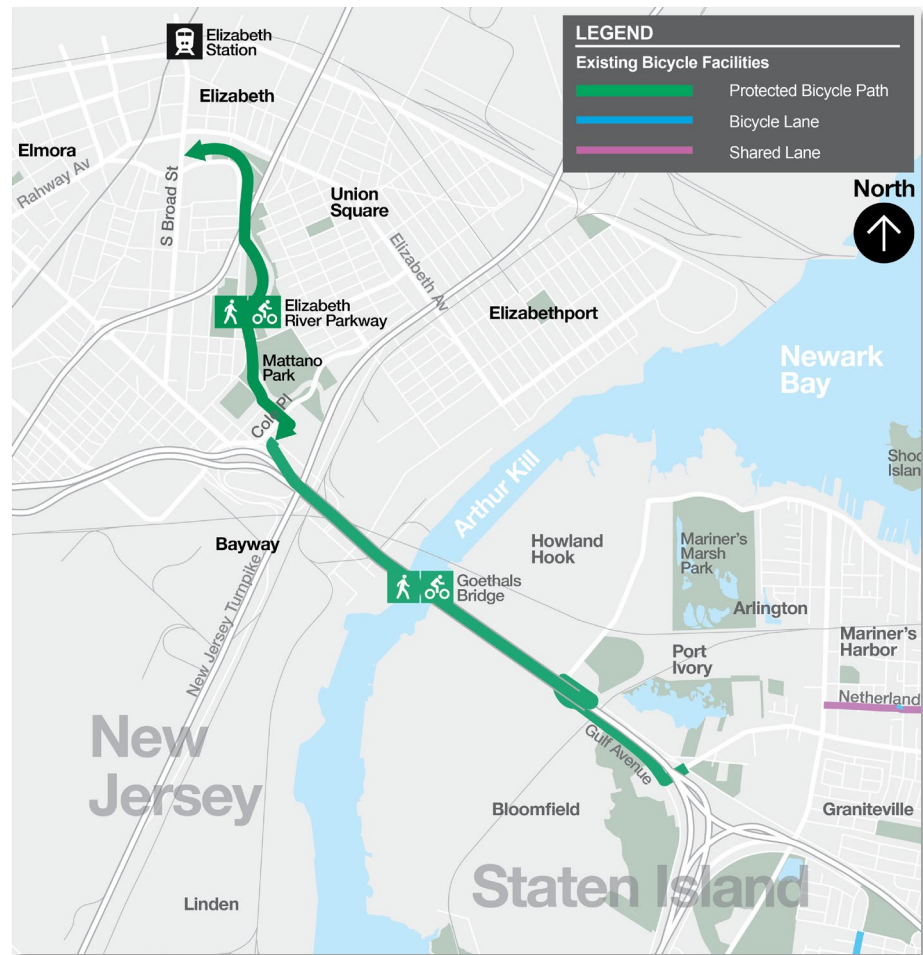 Elizabeth
Station
LEGEND
Existing Bicycle Facilities
Protected Bicycle Path
Bicycle Lane
Shared Lane
Elizabeth
Elmora
Rahway Av
S Broad St
Union
Square
North
Elizabeth Av
Elizabeth
River Parkway
Elizabethport
Newark
Bay
Mattano
Park
Arthur Kill
Bayway
Howland
Hook
Mariner's
Marsh
Park
Goethals
Bridge
Arlington
New Jersey Turnpike
Port
Ivory
Mariner's
Harbor
Netherland
New
Jersey
Gulf Avenue
Bloomfield
Graniteville
Staten Island
Linden